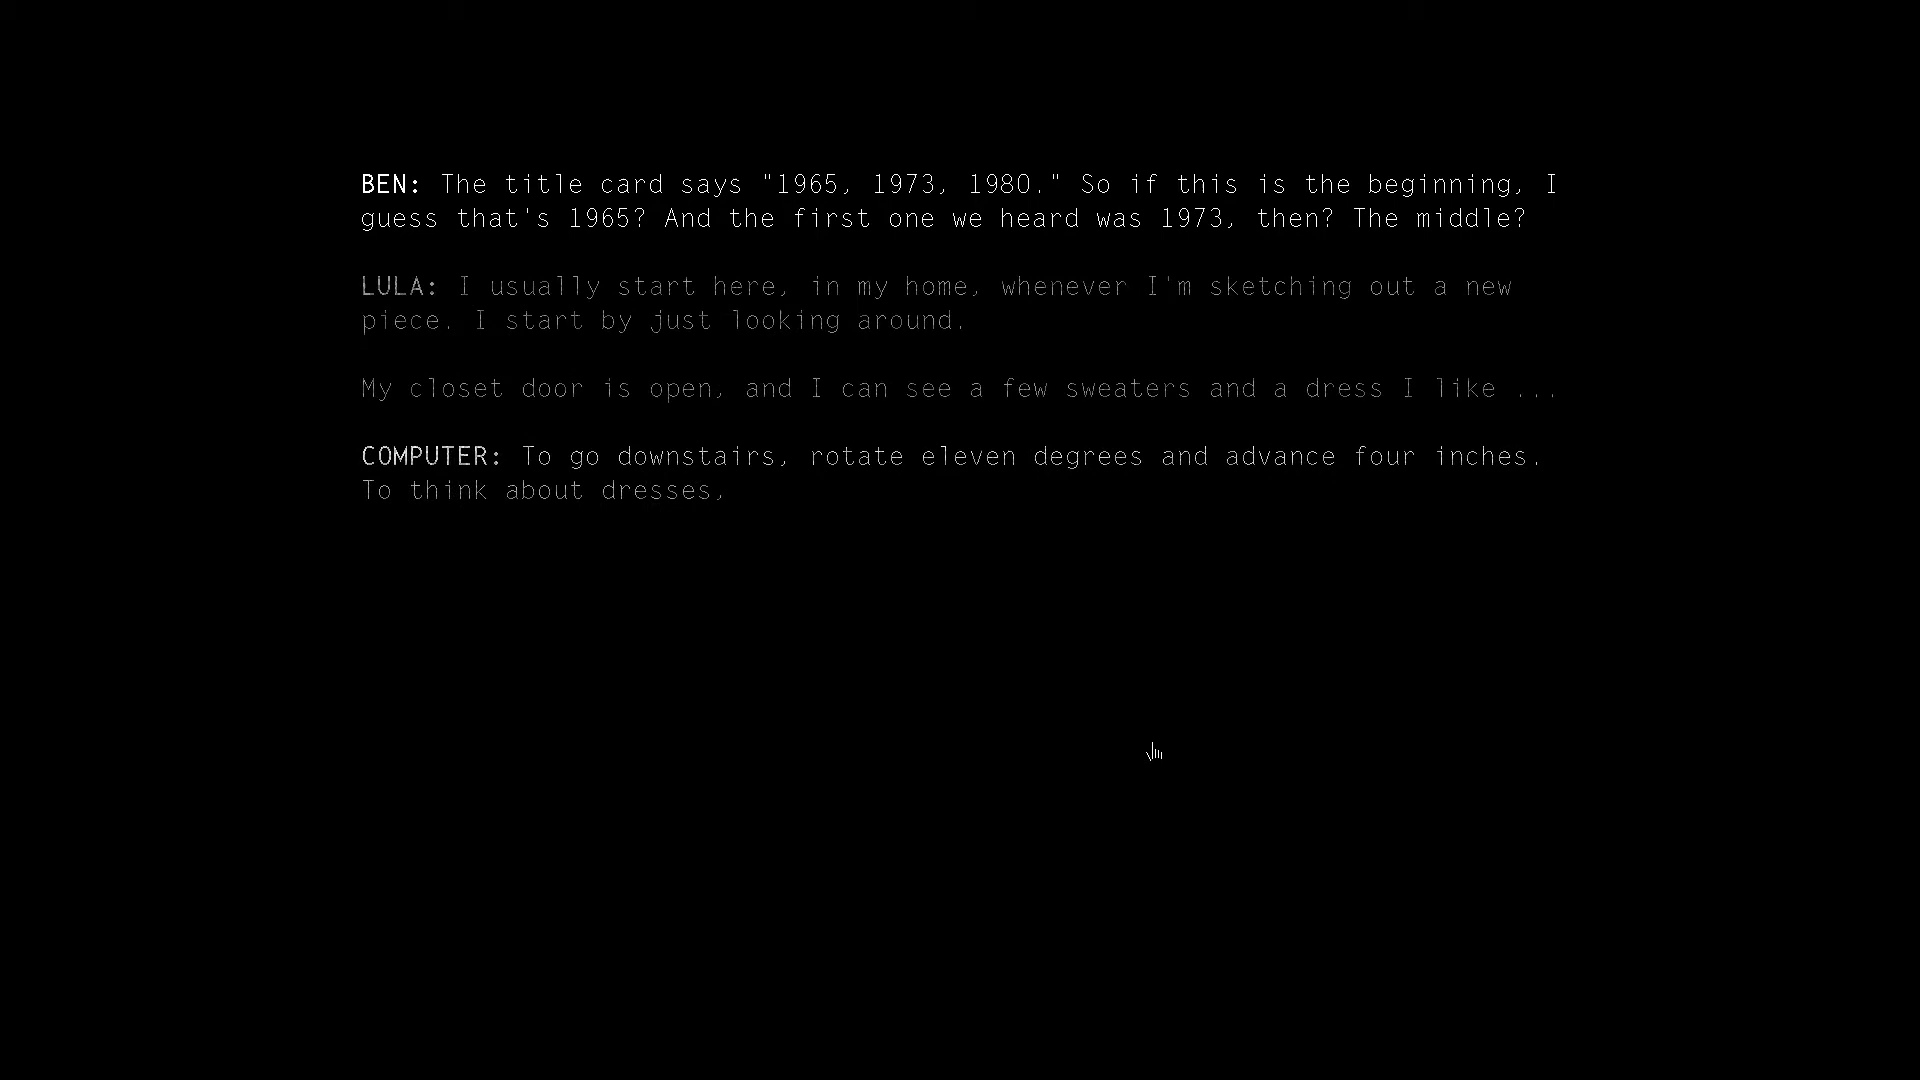 BEN: The title card says "1965, 1973, 1980." So if this is the beginning, I
guess that's 1965? And the first one we heard was 1973, then? The middle?
LULA: I usually start here, in my home, whenever I'm sketching out a new
piece. I start by just looking around.
My closet door is open, and I can see a few sweaters and a dress I like ...
COMPUTER: To go downstairs, rotate eleven degrees and advance four inches.
To think about dresses,